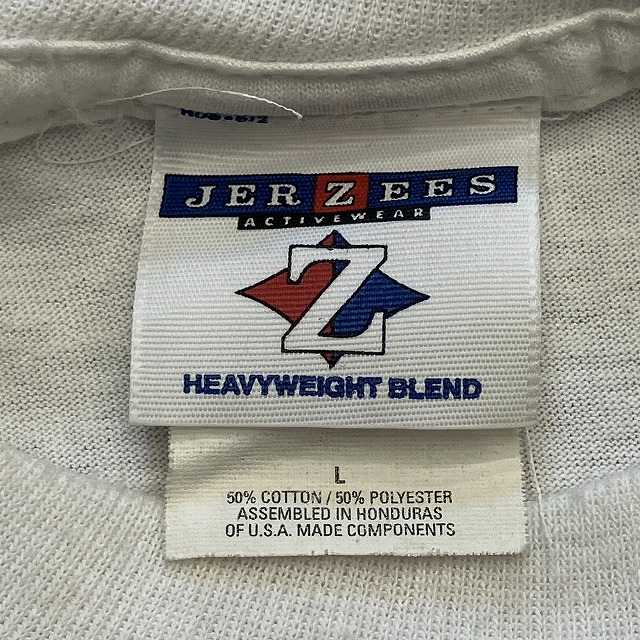 JERZEES
ACTIVEWEAR
Z
HEAVYWEIGHT BLEND
L
50% COTTON / 50% POLYESTER
ASSEMBLED IN HONDURAS
OF U.S.A. MADE COMPONENTS